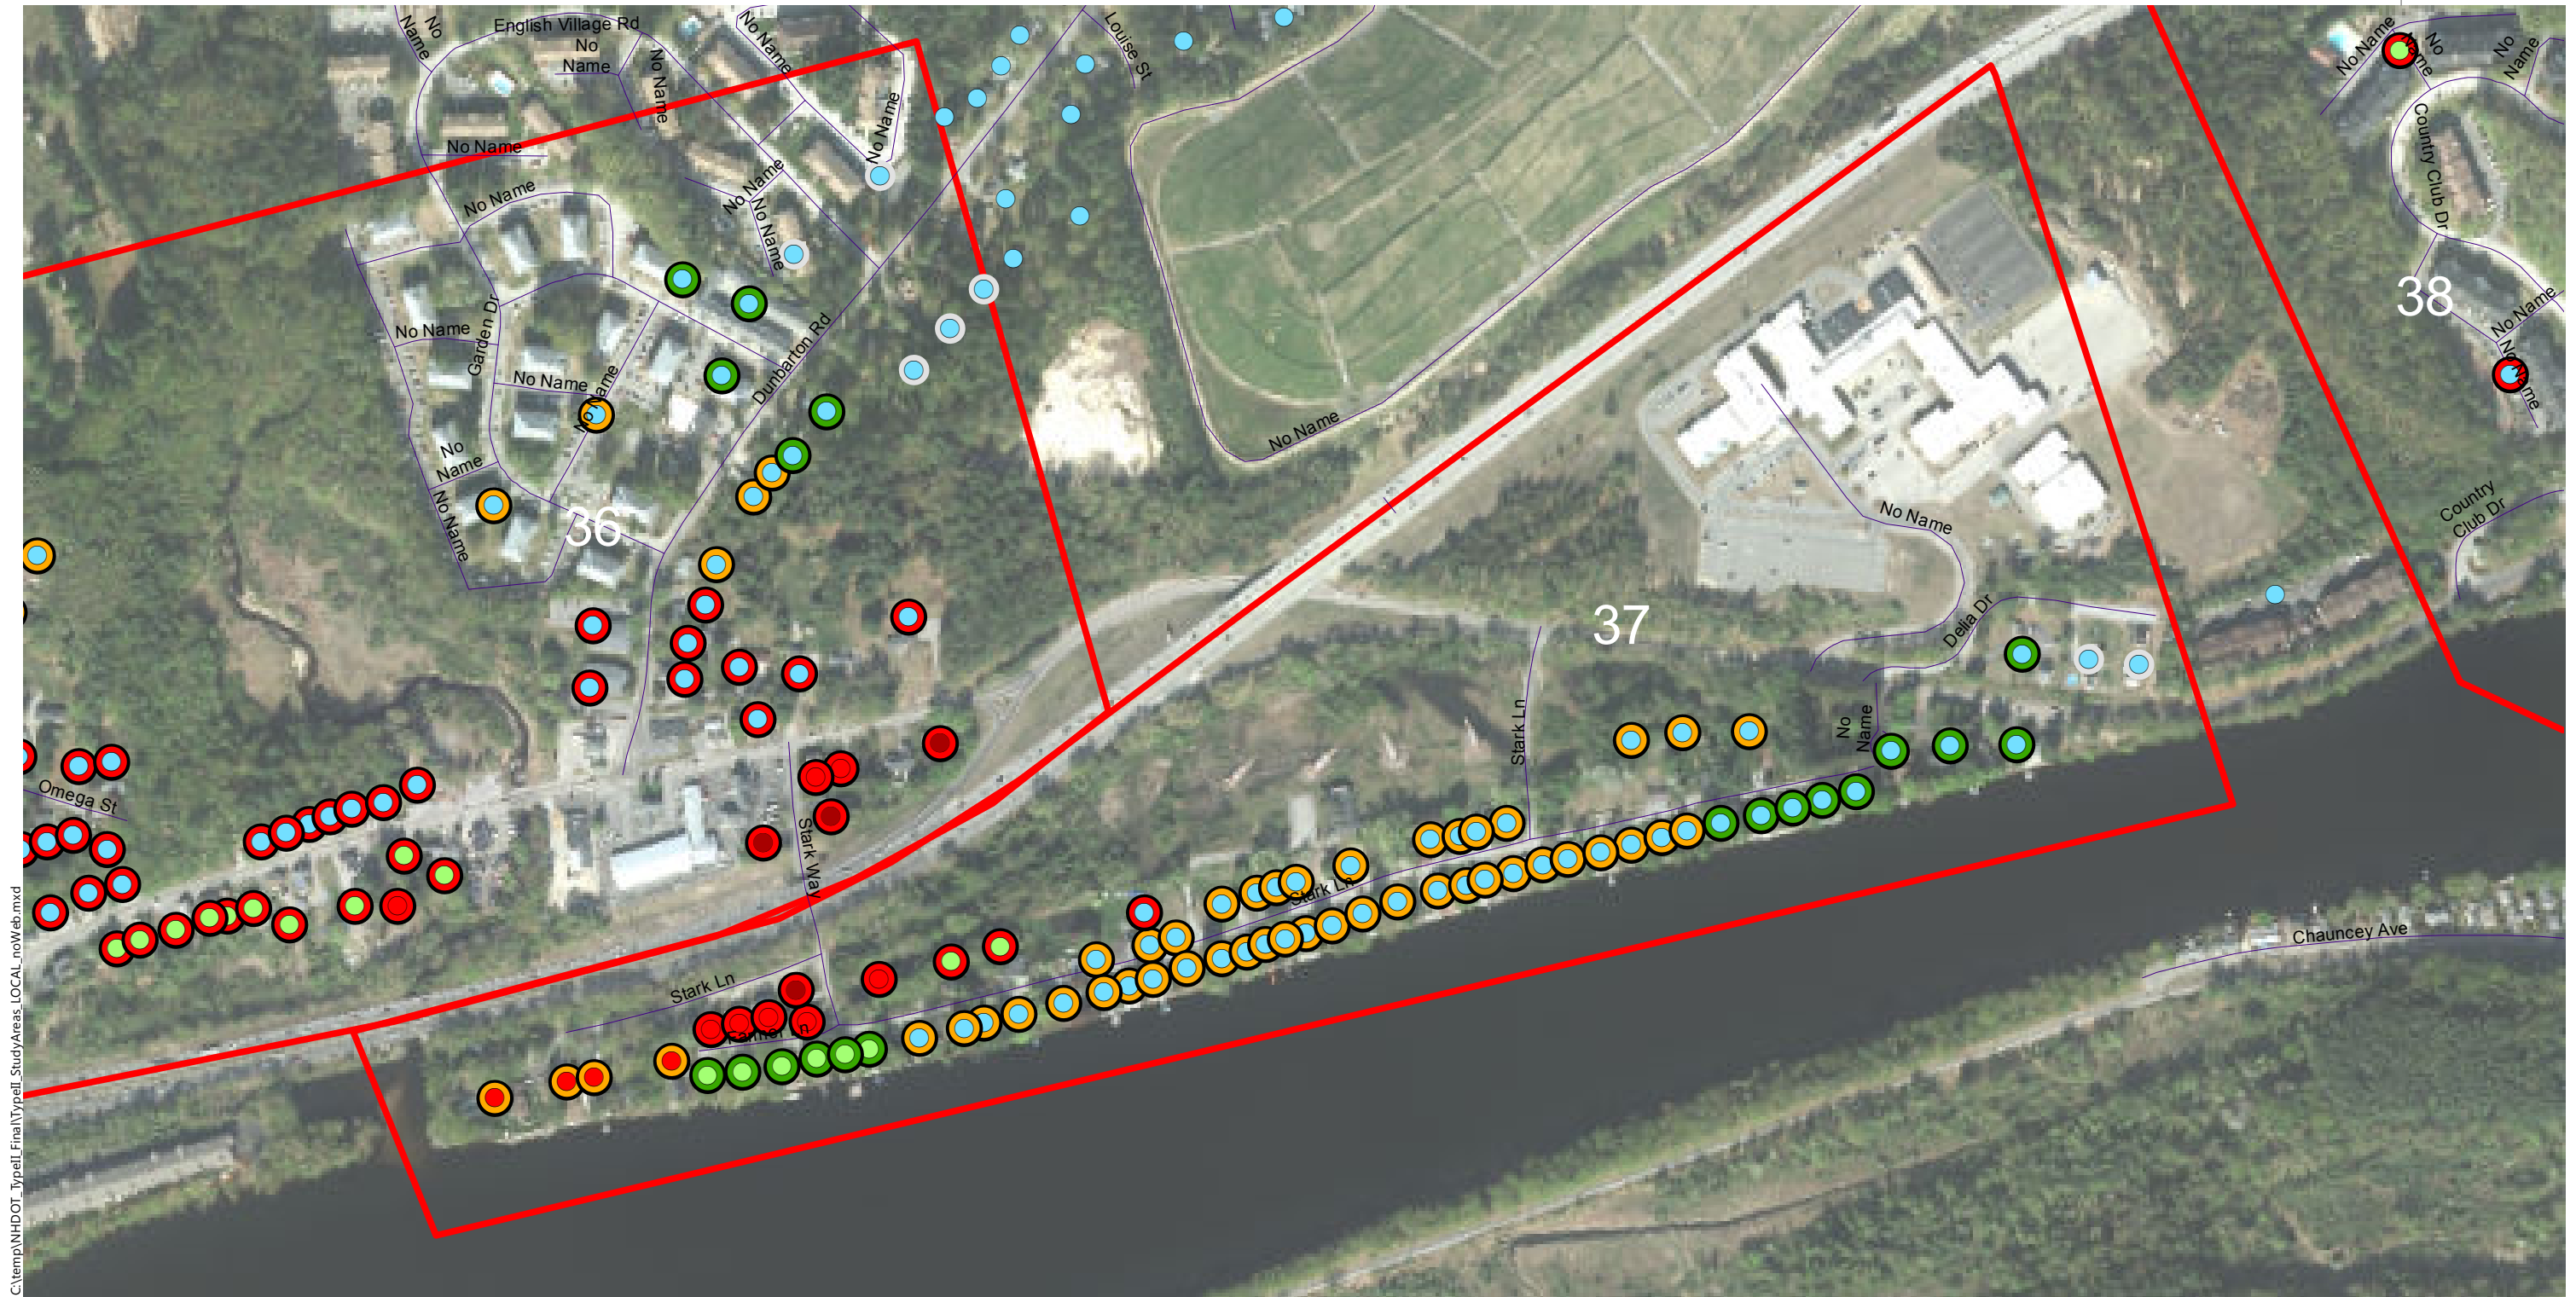 No
Name
English Village Rd
No
Name
No Name
No Name
Louise St
No Name
No Name
No
Name
No
Name
Country Club Dr
No Name
No Name
No Name
No Name
Garden Dr
No Name
No Name
No Name
Dunbarton Rd
No
Name
No Name
36
No Name
38
No Name
No Name
Country
Club Dr
No Name
Delia Dr
37
Stark Ln
No
Name
Omega St
Stark Way
Stark Ln
Stark Ln
Chauncey Ave
C:\temp\NHDOT_TypeII_Final\TypeII_StudyAreas_LOCAL_noWeb.mxd